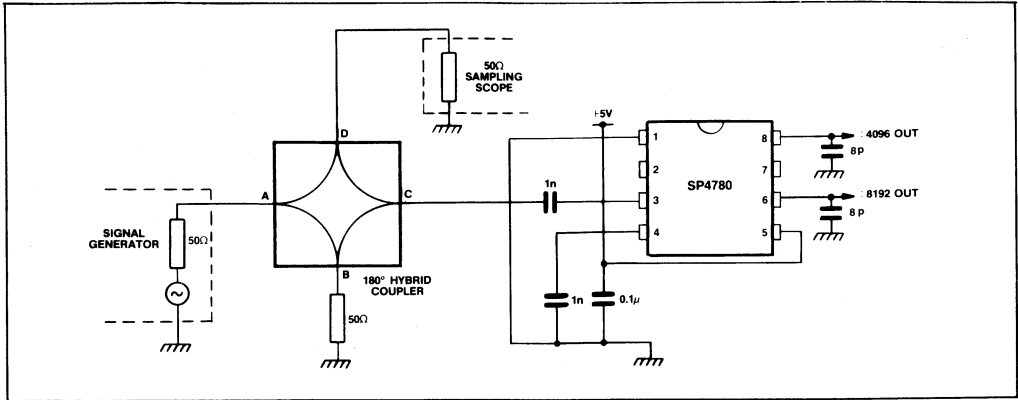 50Ω
SAMPLING
SCOPE
+5V
D
1
8
: 4096 OUT
8p
2
7
SP4780
A
C
1n
3
6
: 8192 OUT
8p
SIGNAL
GENERATOR
50Ω
4
5
B
180° HYBRID
COUPLER
50Ω
1n
0.1μ